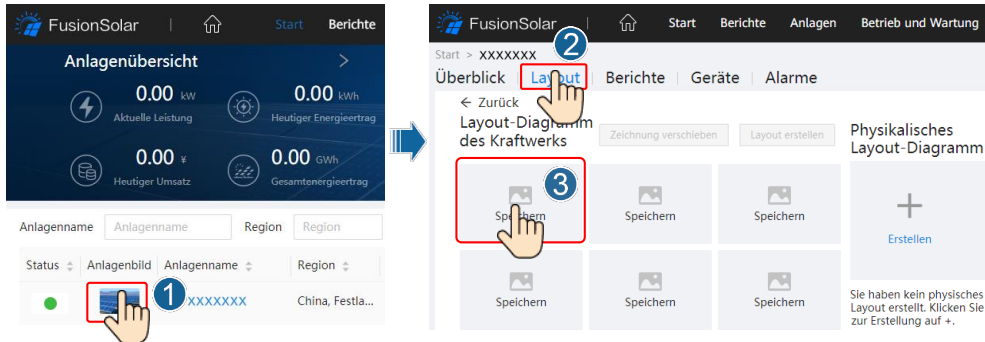 FusionSolar | Start Berichte
Anlagenübersicht >
0.00 kW
Aktuelle Leistung
0.00 kWh
Heutiger Energieertrag
0.00 ¥
Heutiger Umsatz
0.00 GWh
Gesamtenergieertrag
Anlagenname Anlagenname Region Region
Status Anlagenbild Anlagenname Region
1 XXXXXXX China, Festla...
FusionSolar | Start Berichte Anlagen Betrieb und Wartung
Start > XXXXXXX
2
Überblick | Layout | Berichte | Geräte | Alarme
← Zurück
Layout-Diagramm
des Kraftwerks
Zeichnung verschieben Layout erstellen
Physikalisches
Layout-Diagramm
3
Speichern Speichern Speichern
+
Erstellen
Speichern Speichern Speichern
Sie haben kein physisches
Layout erstellt. Klicken Sie
zur Erstellung auf +.